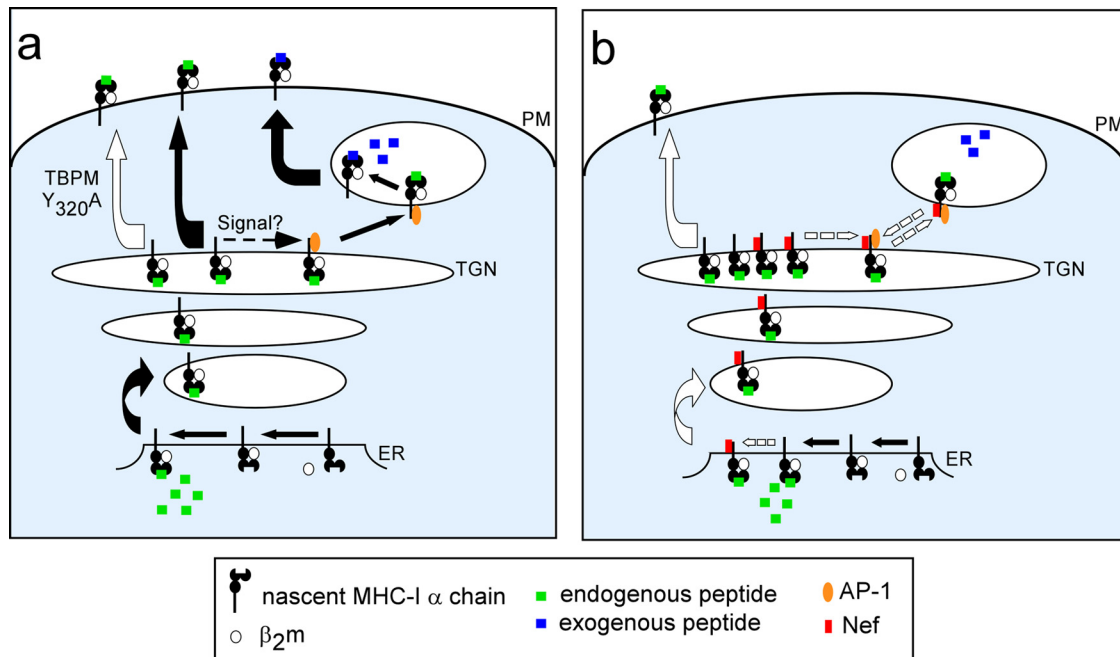 a
PM
TBPM
Y320A
Signal?
TGN
ER
b
PM
TGN
ER
nascent MHC-I α chain
β2m
endogenous peptide
exogenous peptide
AP-1
Nef